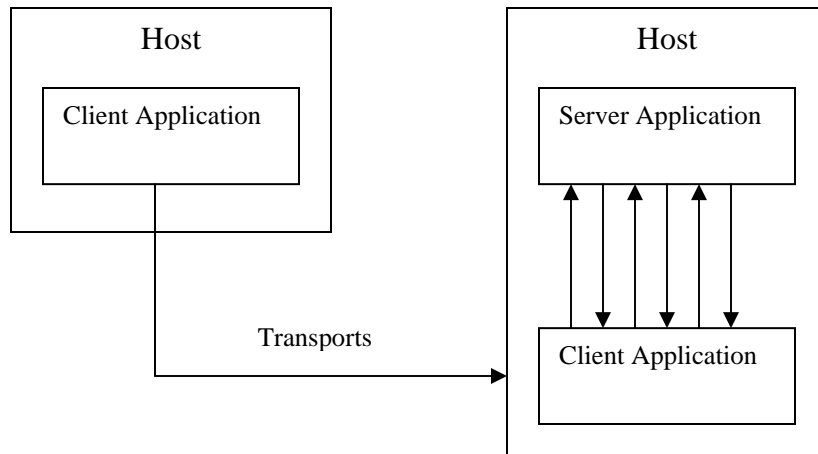 Host
Client Application
Transports
Host
Server Application
Client Application